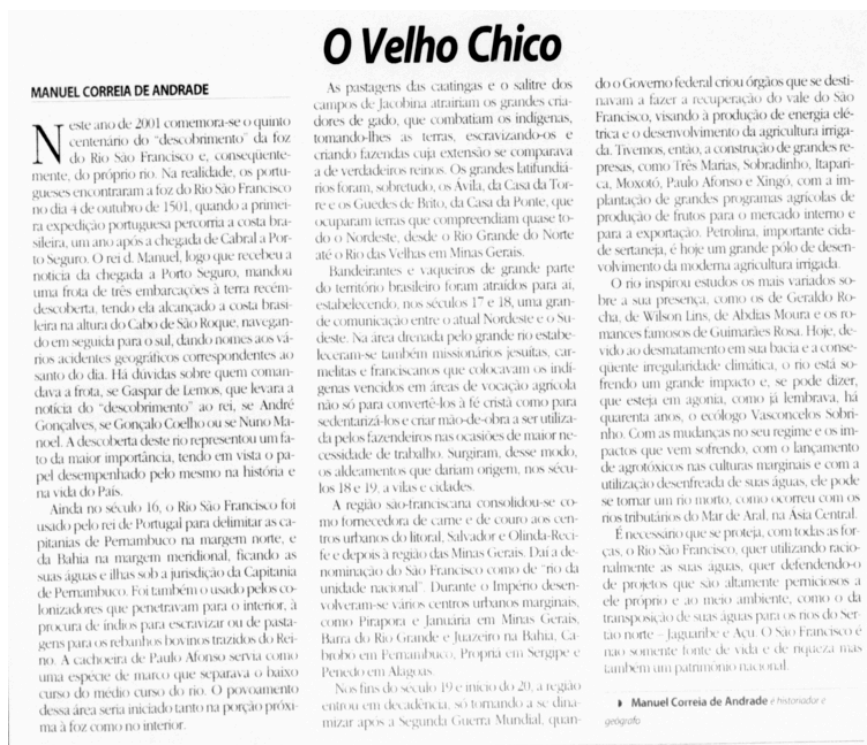 O Velho Chico
MANUEL CORREIA DE ANDRADE
Neste ano de 2001 comemora-se o quinto
centenário do "descobrimento" da foz
do Rio São Francisco e, conseqüente-
mente, do próprio rio. Na realidade, os portu-
gueses encontraram a foz do Rio São Francisco
no dia 4 de outubro de 1501, quando a primei-
ra expedição portuguesa percorria a costa bra-
sileira, um ano após a chegada de Cabral a Por-
to Seguro. O rei d. Manuel, logo que recebeu a
notícia da chegada a Porto Seguro, mandou
uma frota de três embarcações à terra recém-
descoberta, tendo ela alcançado a costa brasi-
leira na altura do Cabo de São Roque, navegan-
do em seguida para o sul, dando nomes aos vá-
rios acidentes geográficos correspondentes ao
santo do dia. Há dúvidas sobre quem coman-
dava a frota, se Gaspar de Lemos, que levara a
notícia do "descobrimento" ao rei, se André
Gonçalves, se Gonçalo Coelho ou se Nuno Ma-
noel. A descoberta deste rio representou um fa-
to da maior importância, tendo em vista o pa-
pel desempenhado pelo mesmo na história e
na vida do País.
Ainda no século 16, o Rio São Francisco foi
usado pelo rei de Portugal para delimitar as ca-
pitanias de Pernambuco na margem norte, e
da Bahia na margem meridional, ficando as
suas águas e ilhas sob a jurisdição da Capitania
de Pernambuco. Foi também o usado pelos co-
lonizadores que penetravam para o interior, à
procura de índios para escravizar ou de pasta-
gens para os rebanhos bovinos trazidos do Rei-
no. A cachoeira de Paulo Afonso servia como
uma espécie de marco que separava o baixo
curso do médio curso do rio. O povoamento
dessa área seria iniciado tanto na porção próxi-
ma à foz como no interior.
As pastagens das caatingas e o salitre dos
campos de Jacobina atrairiam os grandes cria-
dores de gado, que combatiam os indígenas,
tomando-lhes as terras, escravizando-os e
criando fazendas cuja extensão se comparava
a de verdadeiros reinos. Os grandes latifundiá-
rios foram, sobretudo, os Ávila, da Casa da Tor-
re e os Guedes de Brito, da Casa da Ponte, que
ocuparam terras que compreendiam quase to-
do o Nordeste, desde o Rio Grande do Norte
até o Rio das Velhas em Minas Gerais.
Bandeirantes e vaqueiros de grande parte
do território brasileiro foram atraídos para aí,
estabelecendo, nos séculos 17 e 18, uma gran-
de comunicação entre o atual Nordeste e o Su-
deste. Na área drenada pelo grande rio estabe-
leceram-se também missionários jesuítas, car-
melitas e franciscanos que colocavam os indí-
genas vencidos em áreas de vocação agrícola
não só para convertê-los à fé cristã como para
sedentarizá-los e criar mão-de-obra a ser utiliza-
da pelos fazendeiros nas ocasiões de maior ne-
cessidade de trabalho. Surgiram, desse modo,
os aldeamentos que dariam origem, nos sécu-
los 18 e 19, a vilas e cidades.
A região são-franciscana consolidou-se co-
mo fornecedora de carne e de couro aos cen-
tros urbanos do litoral, Salvador e Olinda-Reci-
fe e depois à região das Minas Gerais. Daí a de-
nominação do São Francisco como de "rio da
unidade nacional". Durante o Império desen-
volveram-se vários centros urbanos marginais,
como Pirapora e Januária em Minas Gerais,
Barra do Rio Grande e Juazeiro na Bahia, Ca-
brobo em Pernambuco, Propriá em Sergipe e
Penedo em Alagoas.
Nos fins do século 19 e início do 20, a região
entrou em decadência, só tornando a se dina-
mizar após a Segunda Guerra Mundial, quan-
do o Governo federal criou órgãos que se desti-
navam a fazer a recuperação do vale do São
Francisco, visando à produção de energia elé-
trica e o desenvolvimento da agricultura irriga-
da. Tivemos, então, a construção de grandes re-
presas, como Três Marias, Sobradinho, Itapari-
ca, Moxotó, Paulo Afonso e Xingó, com a im-
plantação de grandes programas agrícolas de
produção de frutos para o mercado interno e
para a exportação. Petrolina, importante cida-
de sertaneja, é hoje um grande pólo de desen-
volvimento da moderna agricultura irrigada.
O rio inspirou estudos os mais variados so-
bre a sua presença, como os de Geraldo Ro-
cha, de Wilson Lins, de Abdias Moura e os ro-
mances famosos de Guimarães Rosa. Hoje, de-
vido ao desmatamento em sua bacia e a conse-
qüente irregularidade climática, o rio está so-
frendo um grande impacto e, se pode dizer,
que esteja em agonia, como já lembrava, há
quarenta anos, o ecólogo Vasconcelos Sobri-
nho. Com as mudanças no seu regime e os im-
pactos que vem sofrendo, com o lançamento
de agrotóxicos nas culturas marginais e com a
utilização desenfreada de suas águas, ele pode
se tornar um rio morto, como ocorreu com os
rios tributários do Mar de Aral, na Ásia Central.
É necessário que se proteja, com todas as for-
ças, o Rio São Francisco, quer utilizando racio-
nalmente as suas águas, quer defendendo-o
de projetos que são altamente perniciosos a
ele próprio e ao meio ambiente, como o da
transposição de suas águas para os rios do Ser-
tão norte – Jaguaribe e Açu. O São Francisco é
não somente fonte de vida e de riqueza mas
também um patrimônio nacional.
Manuel Correia de Andrade é historiador e
geógrafo